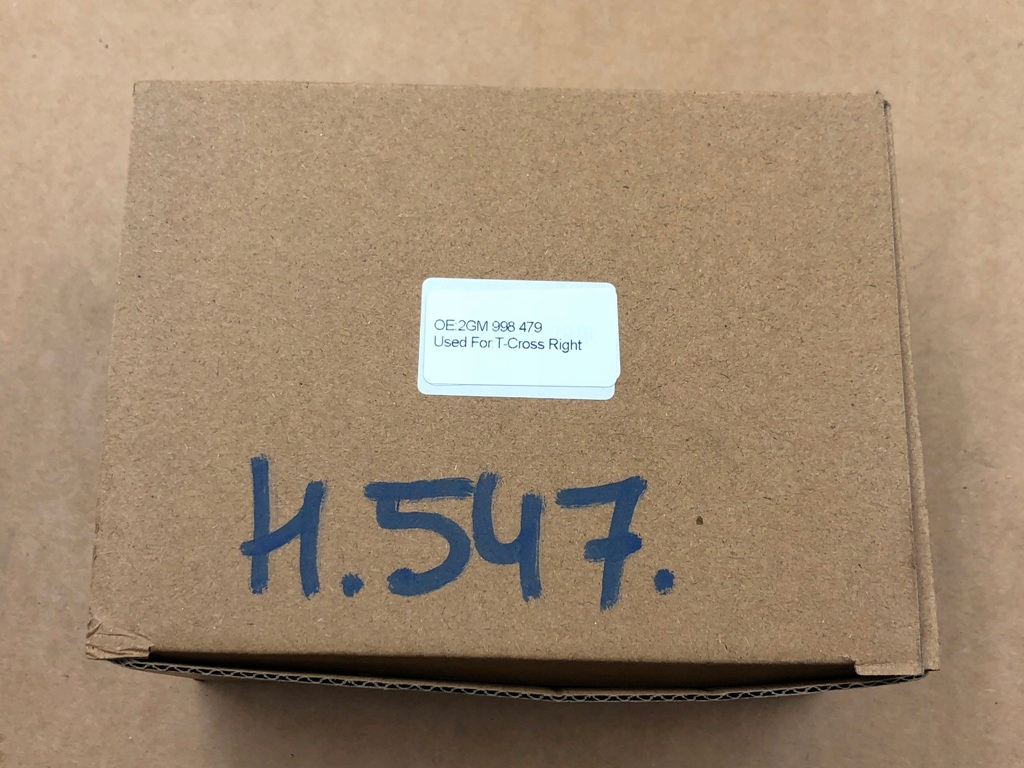 OE:2GM 998 479
Used For:T-Cross Right
H.547.